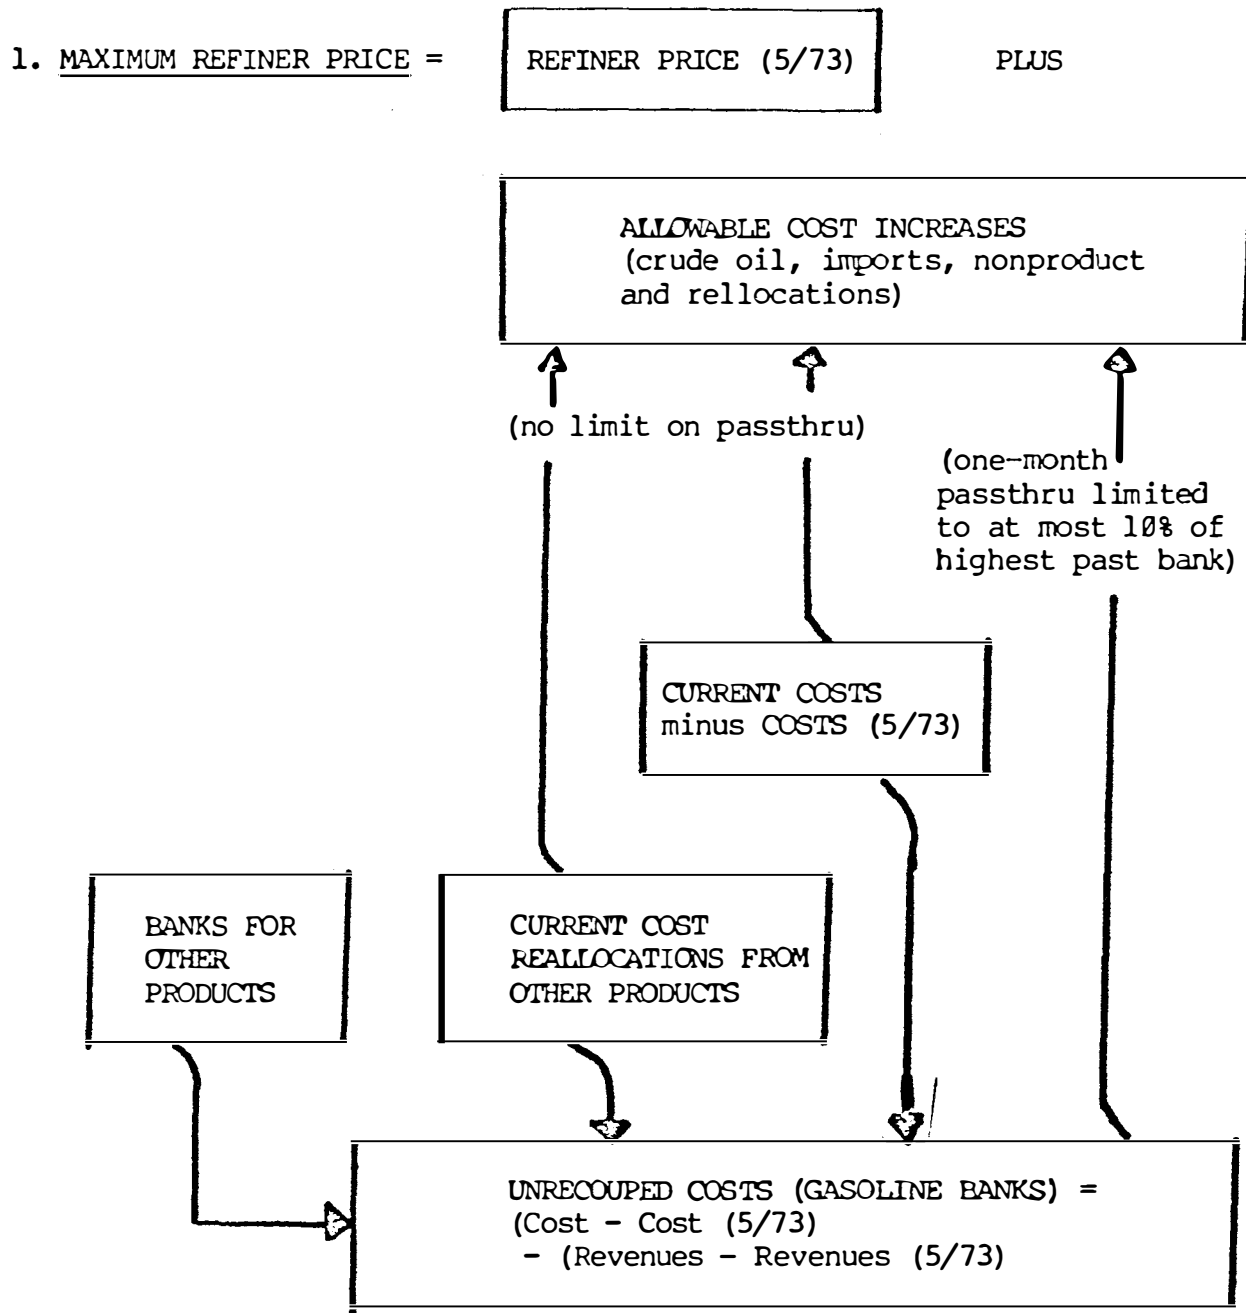 1. MAXIMUM REFINER PRICE = REFINER PRICE (5/73) PLUS
ALLOWABLE COST INCREASES
(crude oil, imports, nonproduct
and rellocations)
(no limit on passthru)
(one-month
passthru limited
to at most 10% of
highest past bank)
CURRENT COSTS
minus COSTS (5/73)
BANKS FOR
OTHER
PRODUCTS
CURRENT COST
REALLOCATIONS FROM
OTHER PRODUCTS
UNRECOUPED COSTS (GASOLINE BANKS) =
(Cost - Cost (5/73)
- (Revenues - Revenues (5/73)